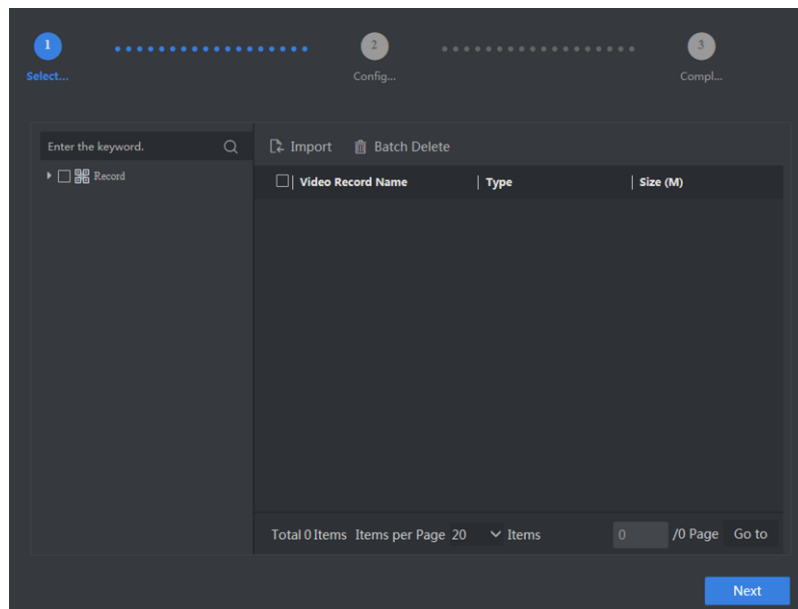 1 2 3
Select... Config... Compl...
Enter the keyword. Import Batch Delete
Record Video Record Name Type Size (M)
Total 0 Items Items per Page 20 Items 0 /0 Page Go to
Next